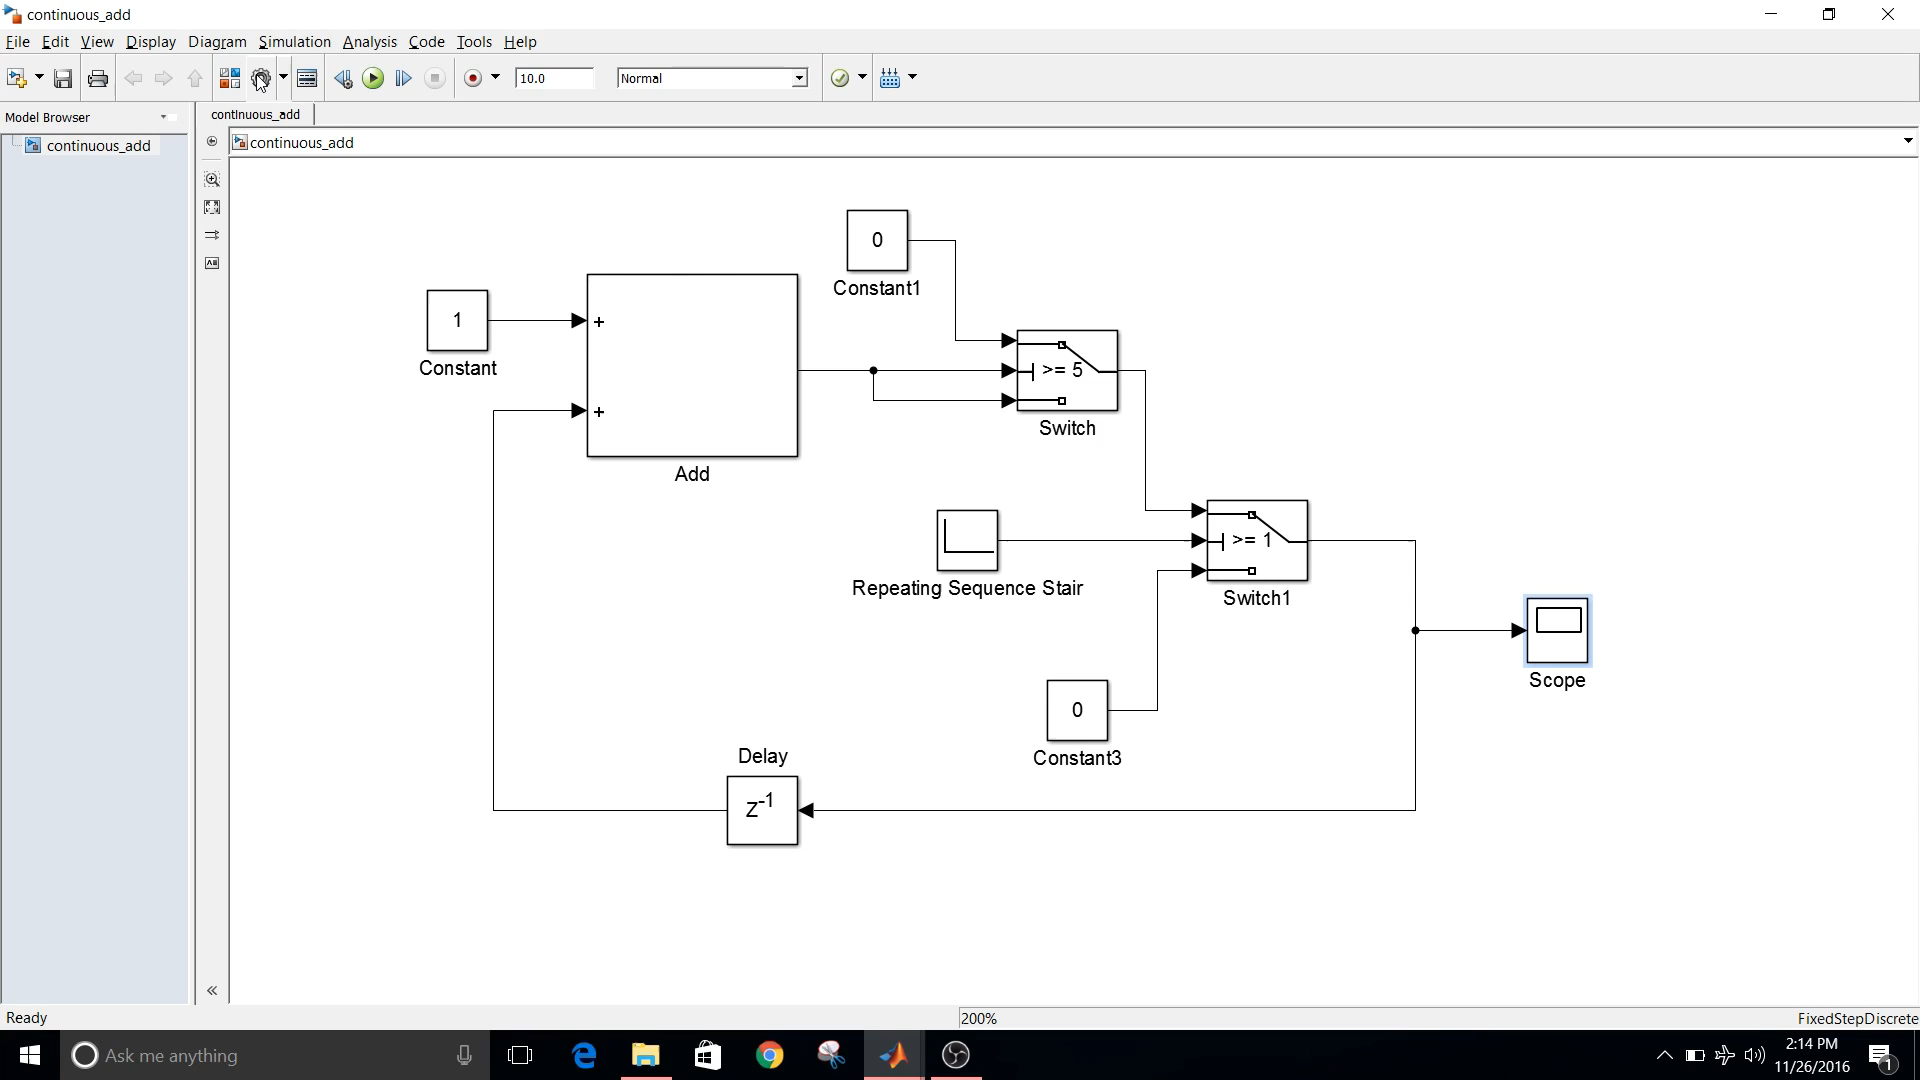 continuous_add
File Edit View Display Diagram Simulation Analysis Code Tools Help
10.0 Normal
Model Browser
continuous_add
continuous_add
continuous_add
0
Constant1
1
Constant
+
+
Add
>= 5
Switch
Repeating Sequence Stair
>= 1
Switch1
Scope
0
Constant3
Delay
Z-1
Ready
200%
FixedStepDiscrete
Ask me anything
2:14 PM
11/26/2016
1